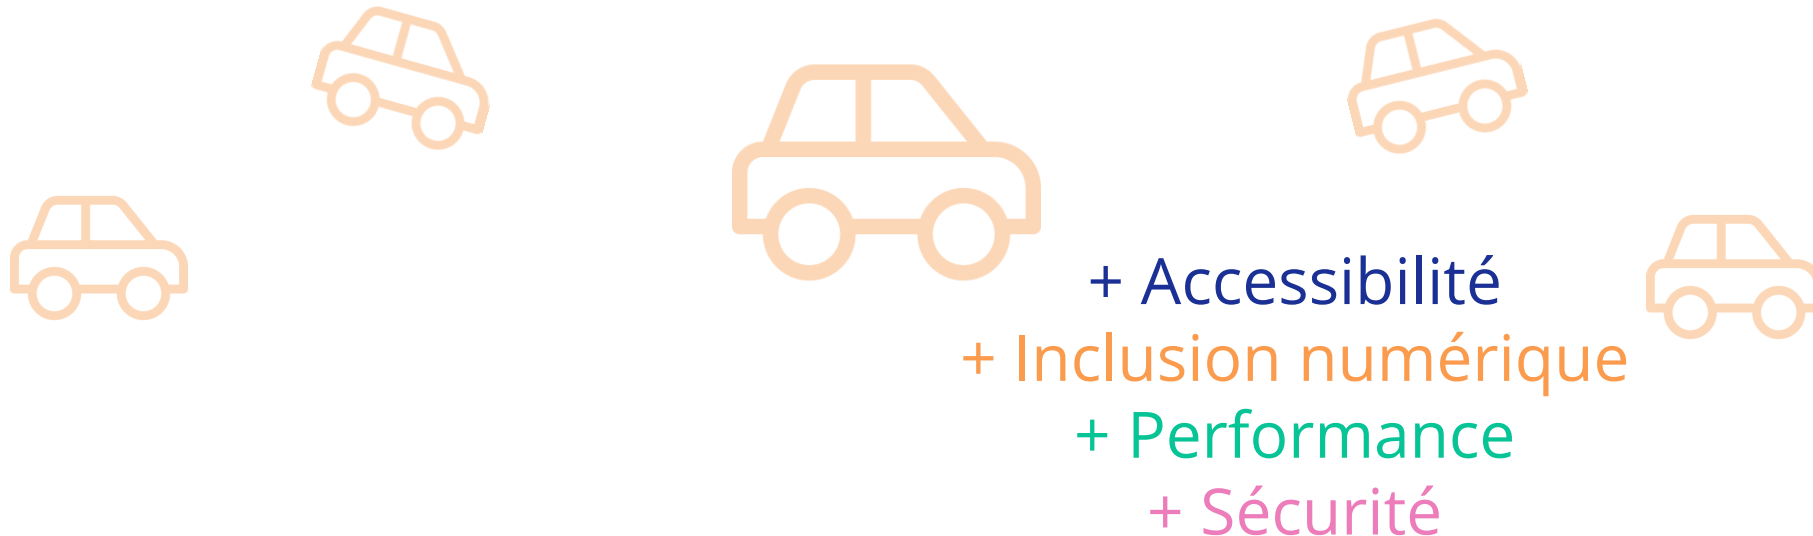 + Accessibilité
+ Inclusion numérique
+ Performance
+ Sécurité